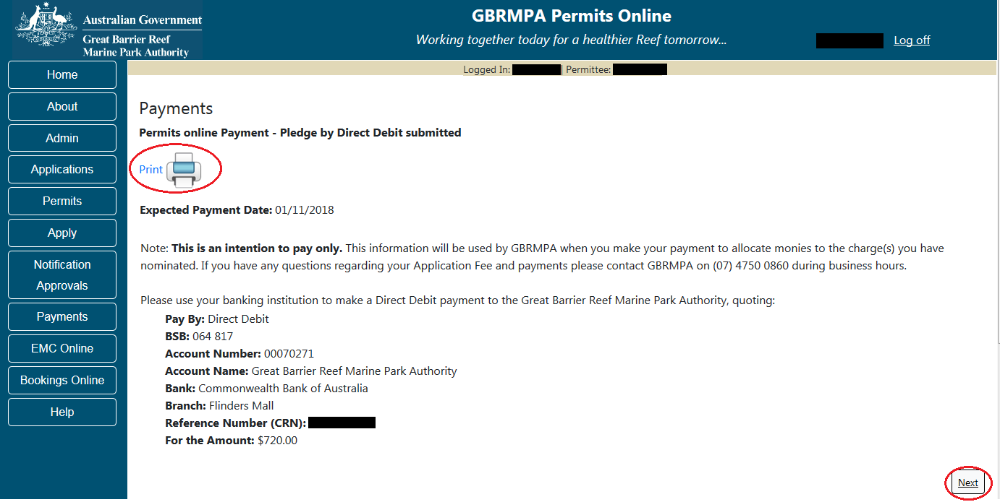 Australian Government
Great Barrier Reef
Marine Park Authority
GBRMPA Permits Online
Working together today for a healthier Reef tomorrow...
Log off
Logged In: | Permittee:
Home
About
Admin
Applications
Permits
Apply
Notification
Approvals
Payments
EMC Online
Bookings Online
Help
Payments
Permits online Payment - Pledge by Direct Debit submitted
Print
Expected Payment Date: 01/11/2018
Note: This is an intention to pay only. This information will be used by GBRMPA when you make your payment to allocate monies to the charge(s) you have
nominated. If you have any questions regarding your Application Fee and payments please contact GBRMPA on (07) 4750 0860 during business hours.
Please use your banking institution to make a Direct Debit payment to the Great Barrier Reef Marine Park Authority, quoting:
Pay By: Direct Debit
BSB: 064 817
Account Number: 00070271
Account Name: Great Barrier Reef Marine Park Authority
Bank: Commonwealth Bank of Australia
Branch: Flinders Mall
Reference Number (CRN):
For the Amount: $720.00
Next